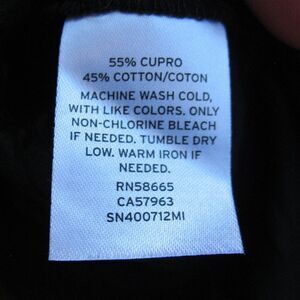 55% CUPRO
45% COTTON/COTON
MACHINE WASH COLD,
WITH LIKE COLORS. ONLY
NON-CHLORINE BLEACH
IF NEEDED. TUMBLE DRY
LOW. WARM IRON IF
NEEDED.
RN58665
CA57963
SN400712MI